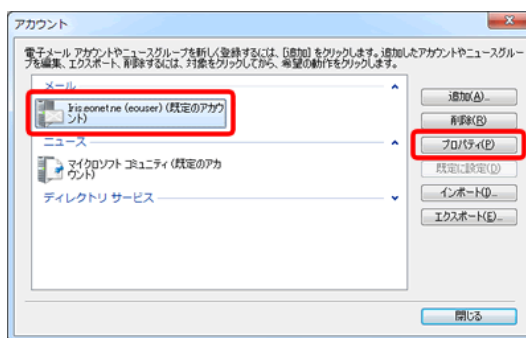 アカウント
電子メール アカウントやニュースグループを新しく登録するには、[追加] をクリックします。追加したアカウントやニュースグルー
プを編集、エクスポート、削除するには、対象をクリックしてから、希望の動作をクリックします。
メール
Iris.eonet.ne (eouser) (既定のアカウ
ント)
ニュース
マイクロソフト コミュニティ (既定のアカ
ウント)
ディレクトリ サービス
追加(A)...
削除(R)
プロパティ(P)
既定に設定(D)
インポート(I)...
エクスポート(E)...
閉じる